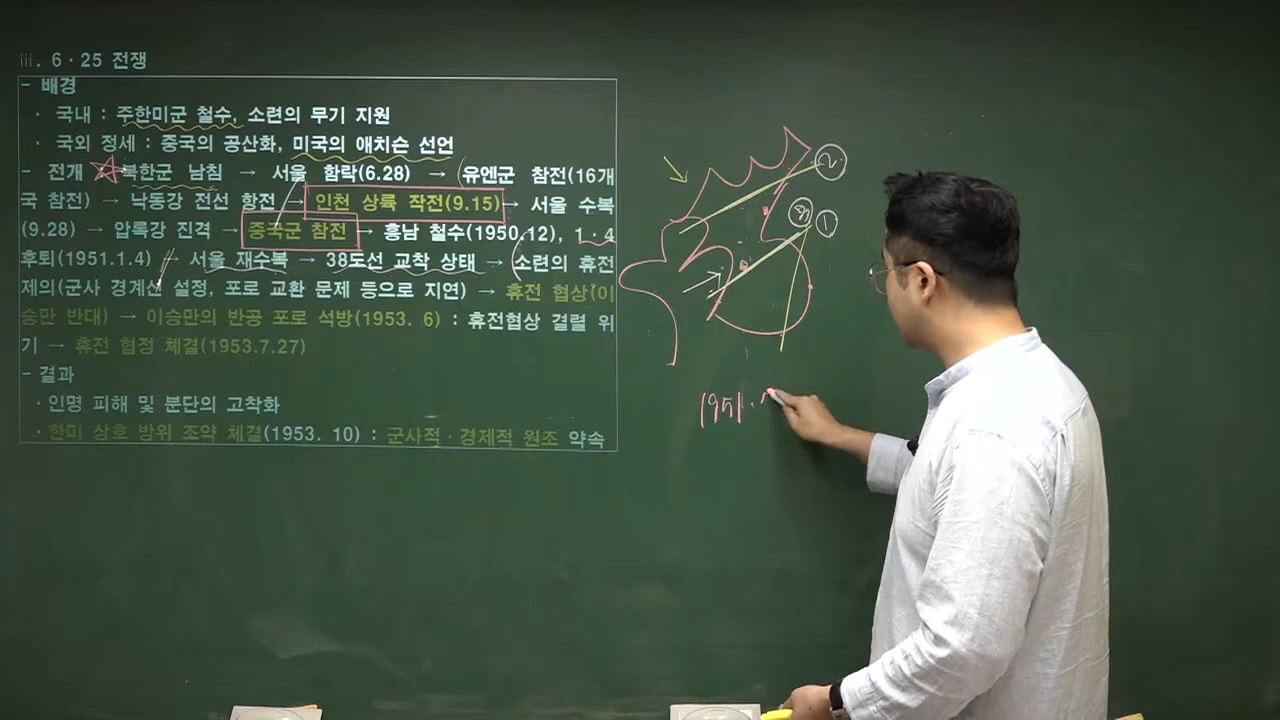 ⅲ. 6·25 전쟁
- 배경
· 국내 : 주한미군 철수, 소련의 무기 지원
· 국외 정세 : 중국의 공산화, 미국의 애치슨 선언
- 전개 북한군 남침 → 서울 함락(6.28) → 유엔군 참전(16개
국 참전) → 낙동강 전선 항전 → 인천 상륙 작전(9.15) → 서울 수복
(9.28) → 압록강 진격 → 중국군 참전 → 흥남 철수(1950.12), 1·4
후퇴(1951.1.4) → 서울 재수복 → 38도선 교착 상태 → 소련의 휴전
제의(군사 경계선 설정, 포로 교환 문제 등으로 지연) → 휴전 협상(이
승만 반대) → 이승만의 반공 포로 석방(1953. 6) : 휴전협상 결렬 위
기 → 휴전 협정 체결(1953.7.27)
- 결과
·인명 피해 및 분단의 고착화
·한미 상호 방위 조약 체결(1953. 10) : 군사적·경제적 원조 약속
②
③ ①
1951.